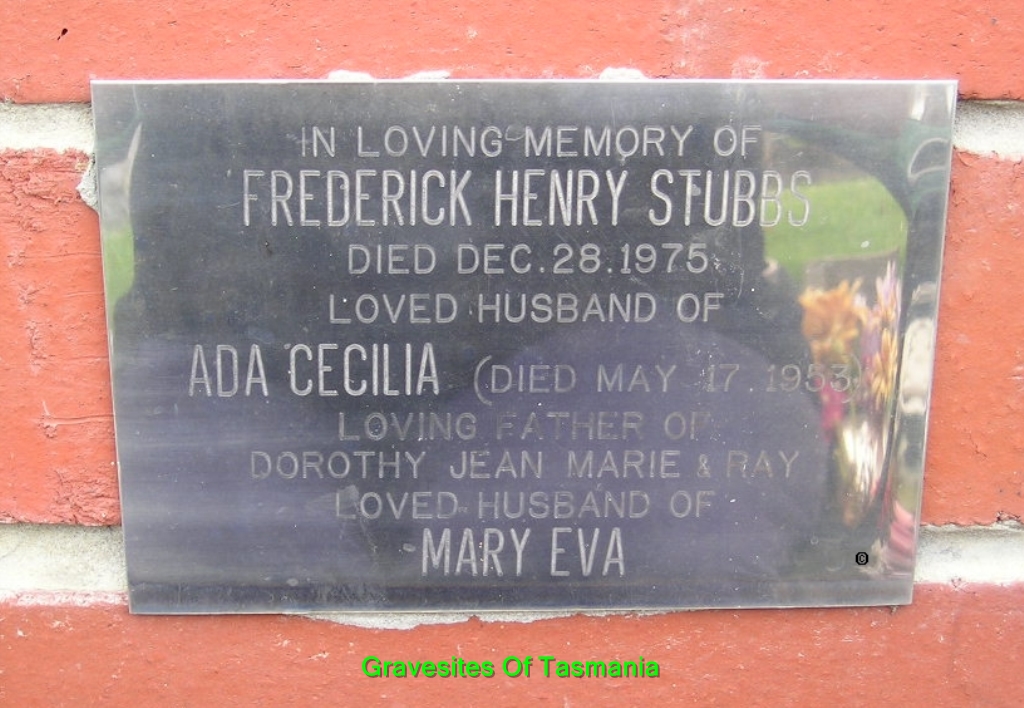 IN LOVING MEMORY OF
FREDERICK HENRY STUBBS
DIED DEC. 28. 1975
LOVED HUSBAND OF
ADA CECILIA (DIED MAY 17. 1953)
LOVING FATHER OF
DOROTHY JEAN MARIE & RAY
LOVED HUSBAND OF
MARY EVA
©
Gravesites Of Tasmania